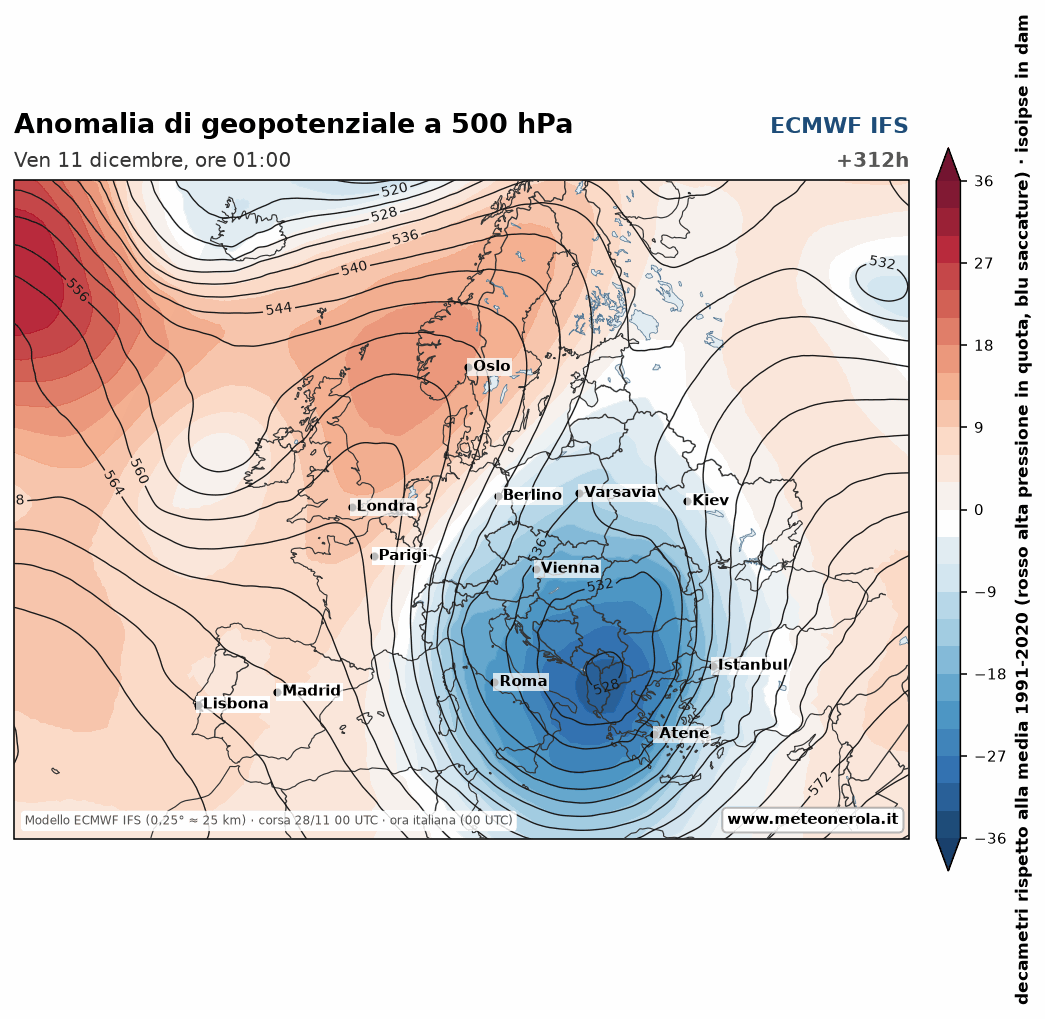 Anomalia di geopotenziale a 500 hPa
ECMWF IFS
Ven 11 dicembre, ore 01:00
+312h
520
528
536
540
544
556
532
560
564
8
Oslo
Londra
Berlino
Varsavia
Kiev
Parigi
536
Vienna
532
Istanbul
Roma
528
Madrid
Lisbona
Atene
572
Modello ECMWF IFS (0,25° ≈ 25 km) · corsa 28/11 00 UTC · ora italiana (00 UTC)
www.meteonerola.it
36
27
18
9
0
−9
−18
−27
−36
decametri rispetto alla media 1991-2020 (rosso alta pressione in quota, blu saccature) · isoipse in dam